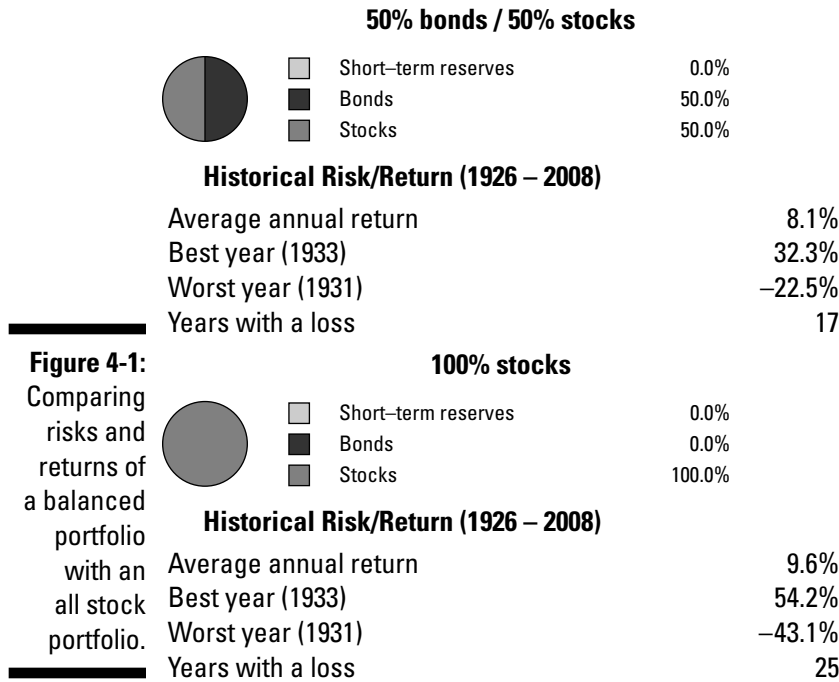 50% bonds / 50% stocks
Short–term reserves 0.0%
Bonds 50.0%
Stocks 50.0%
Historical Risk/Return (1926 – 2008)
Average annual return 8.1%
Best year (1933) 32.3%
Worst year (1931) –22.5%
Years with a loss 17
Figure 4-1:
Comparing
risks and
returns of
a balanced
portfolio
with an
all stock
portfolio.
100% stocks
Short–term reserves 0.0%
Bonds 0.0%
Stocks 100.0%
Historical Risk/Return (1926 – 2008)
Average annual return 9.6%
Best year (1933) 54.2%
Worst year (1931) –43.1%
Years with a loss 25